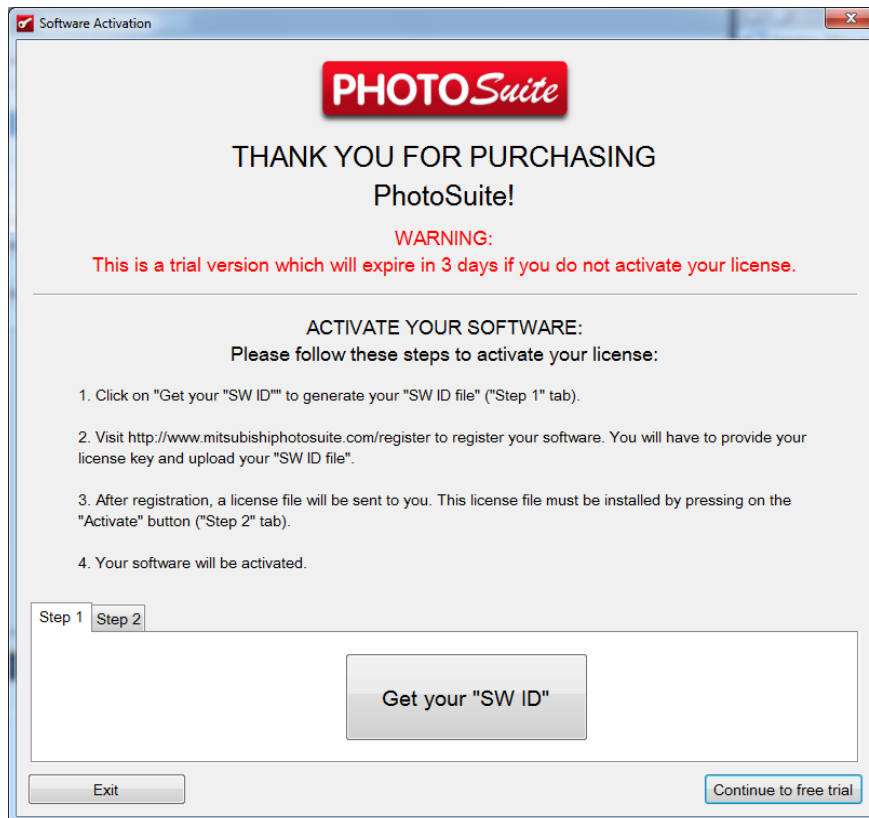 Software Activation
PHOTO Suite
THANK YOU FOR PURCHASING
PhotoSuite!
WARNING:
This is a trial version which will expire in 3 days if you do not activate your license.
ACTIVATE YOUR SOFTWARE:
Please follow these steps to activate your license:
1. Click on "Get your "SW ID"" to generate your "SW ID file" ("Step 1" tab).
2. Visit http://www.mitsubishiphotosuite.com/register to register your software. You will have to provide your
license key and upload your "SW ID file".
3. After registration, a license file will be sent to you. This license file must be installed by pressing on the
"Activate" button ("Step 2" tab).
4. Your software will be activated.
Step 1 Step 2
Get your "SW ID"
Exit Continue to free trial